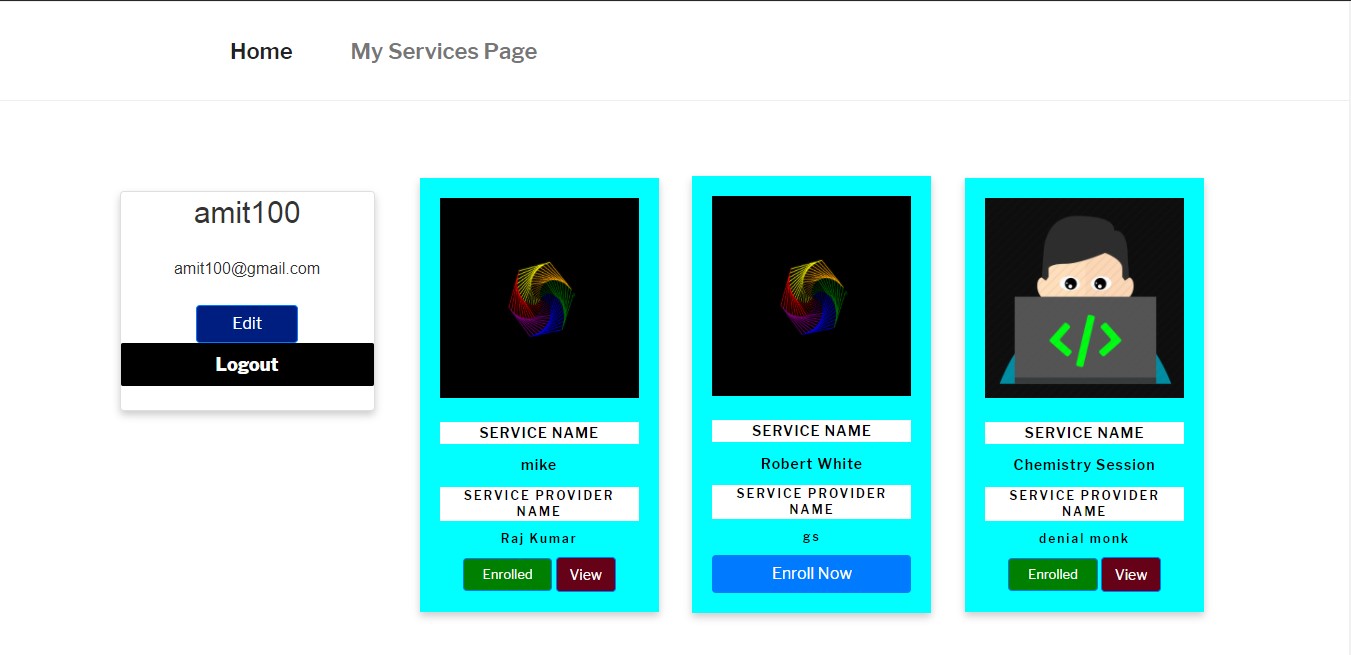 Home
My Services Page
amit100
amit100@gmail.com
Edit
Logout
SERVICE NAME
mike
SERVICE PROVIDER
NAME
Raj Kumar
Enrolled
View
SERVICE NAME
Robert White
SERVICE PROVIDER
NAME
gs
Enroll Now
</>
SERVICE NAME
Chemistry Session
SERVICE PROVIDER
NAME
denial monk
Enrolled
View